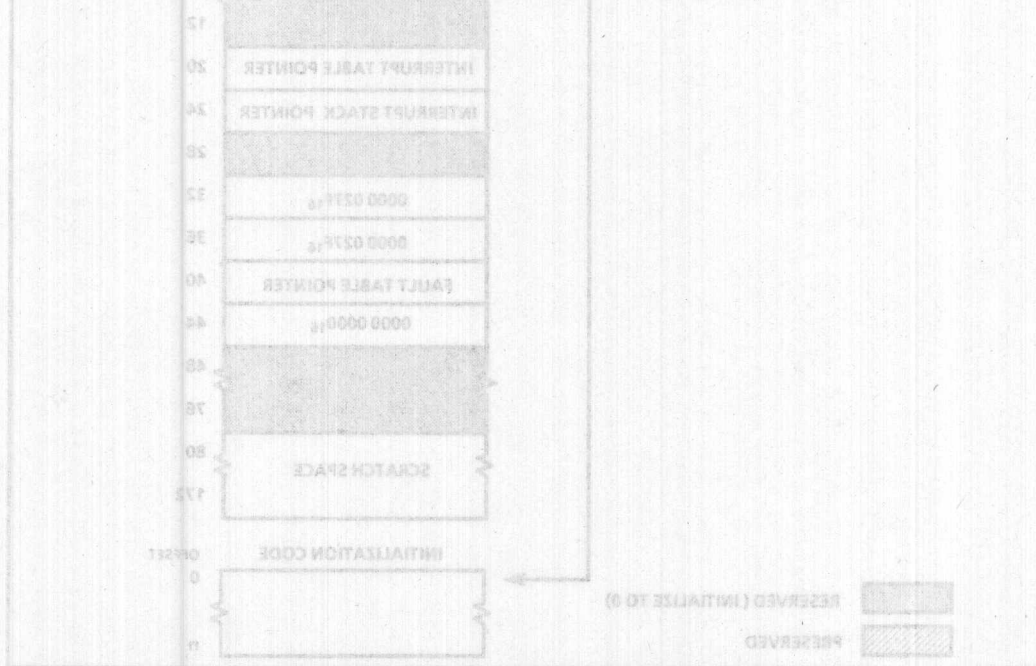 12
INTERRUPT TABLE POINTER 20
INTERRUPT STACK POINTER 24
28
0000 027F16 32
0000 027F16 36
FAULT TABLE POINTER 40
0000 000016 44
48
76
80
SCRATCH SPACE
172
INITIALIZATION CODE OFFSET
0
n
RESERVED (INITIALIZE TO 0)
PRESERVED